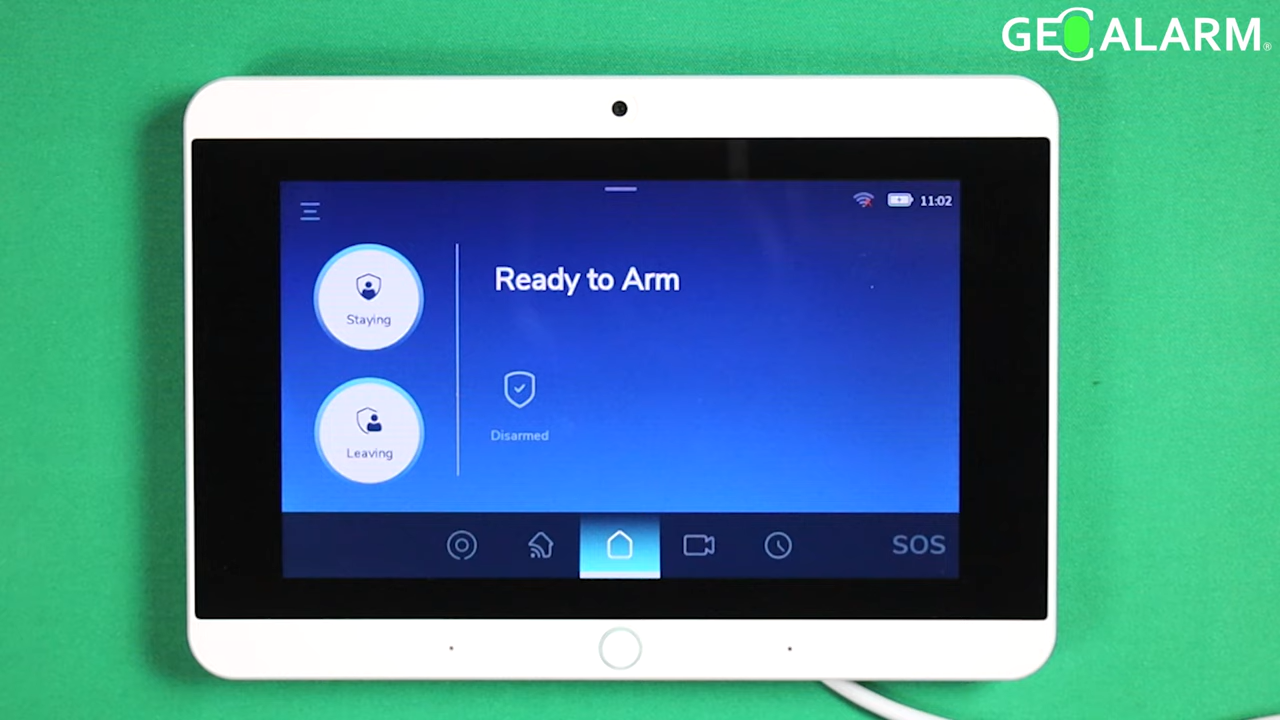 GEOALARM®
11:02
Ready to Arm
Staying
Disarmed
Leaving
SOS